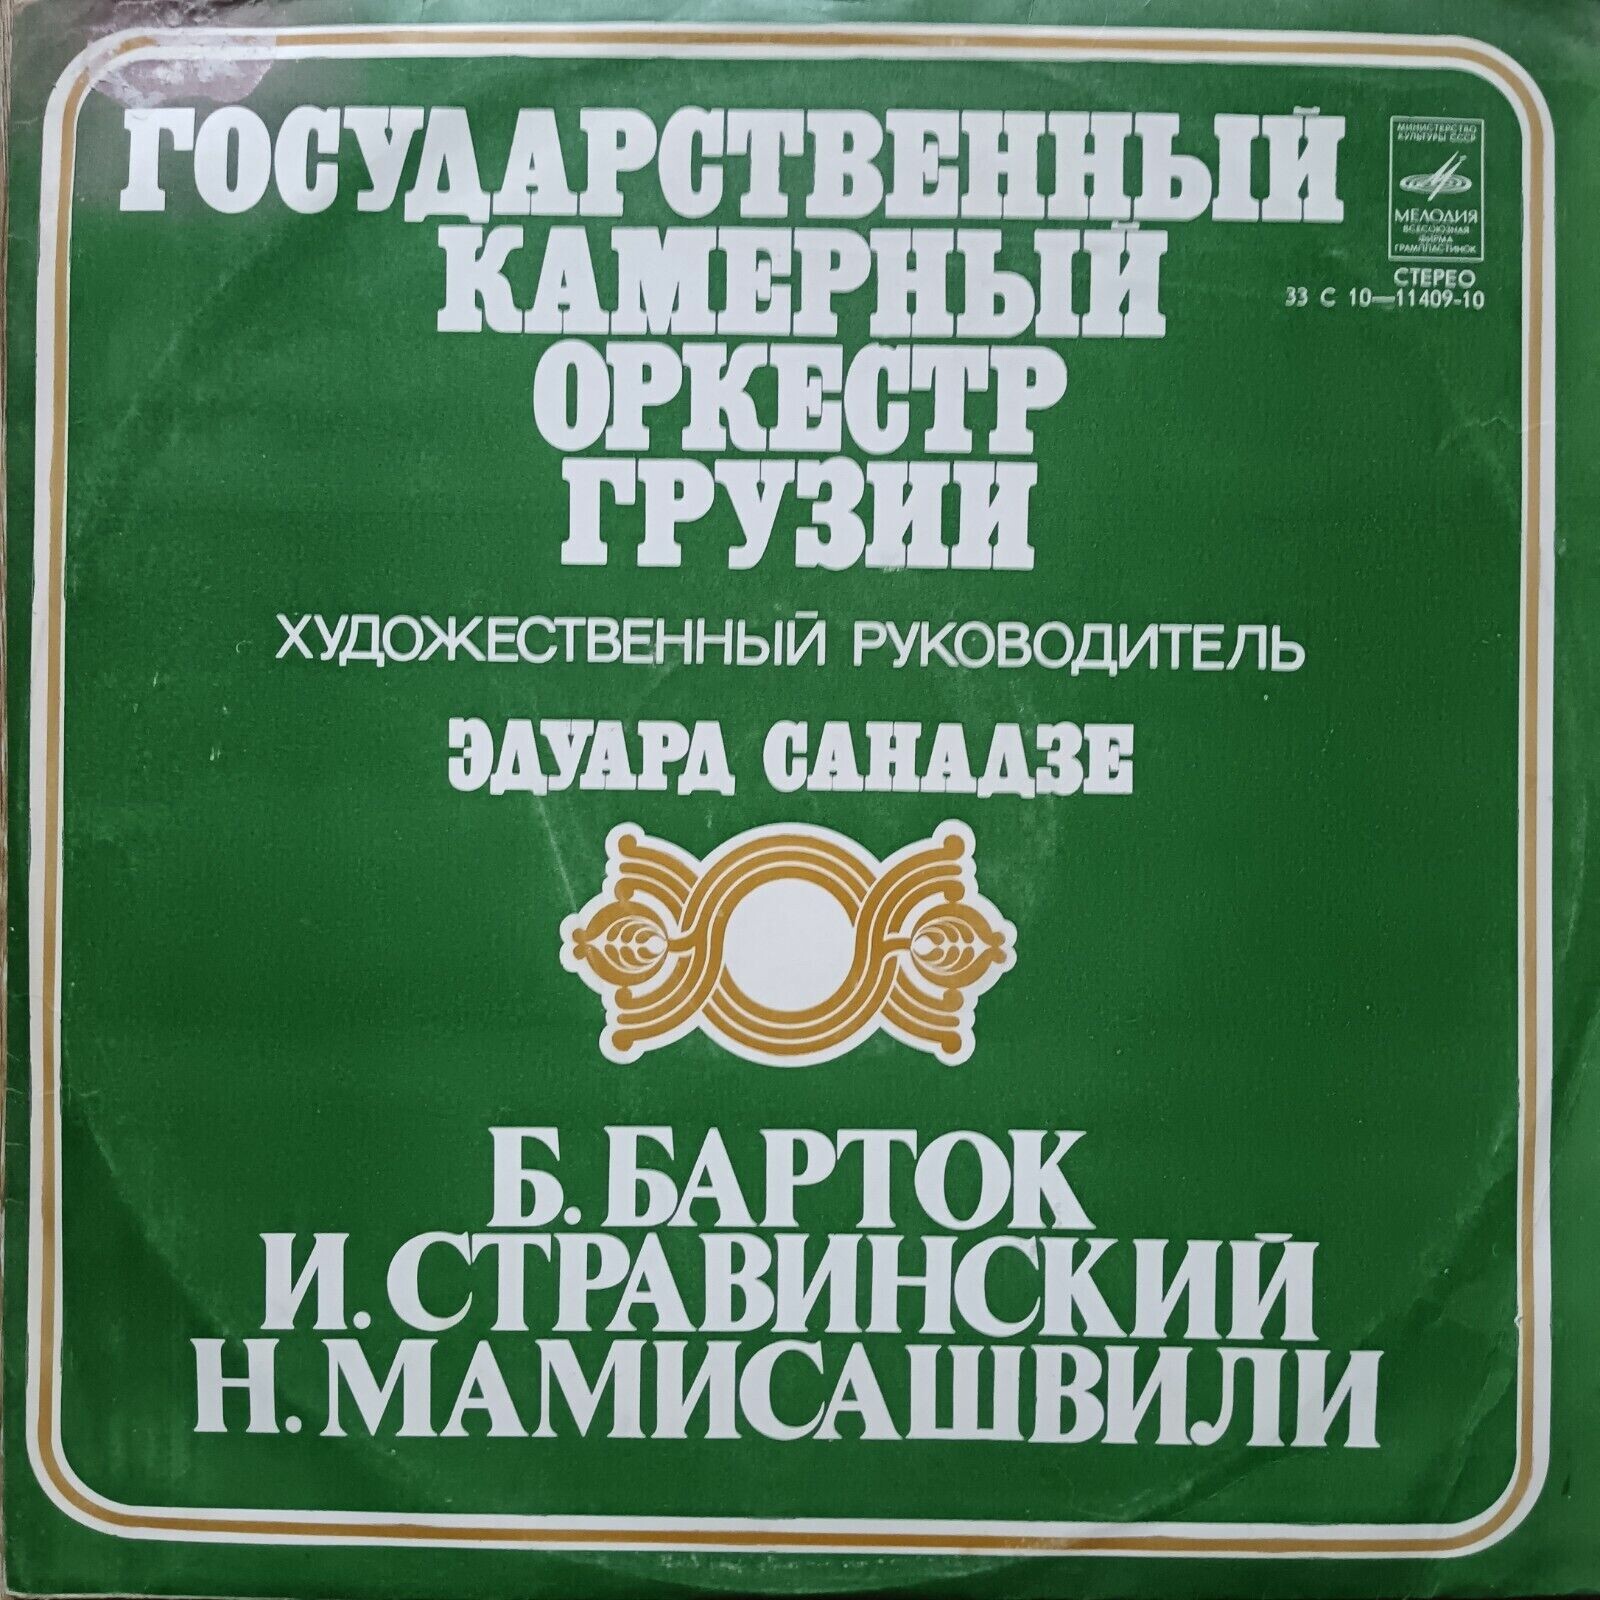 ГОСУДАРСТВЕННЫЙ
КАМЕРНЫЙ
ОРКЕСТР
ГРУЗИИ
МИНИСТЕРСТВО
КУЛЬТУРЫ СССР
МЕЛОДИЯ
ВСЕСОЮЗНАЯ
ФИРМА
ГРАМПЛАСТИНОК
СТЕРЕО
33 С 10—11409-10
ХУДОЖЕСТВЕННЫЙ РУКОВОДИТЕЛЬ
ЭДУАРД САНАДЗЕ
Б. БАРТОК
И. СТРАВИНСКИЙ
Н. МАМИСАШВИЛИ